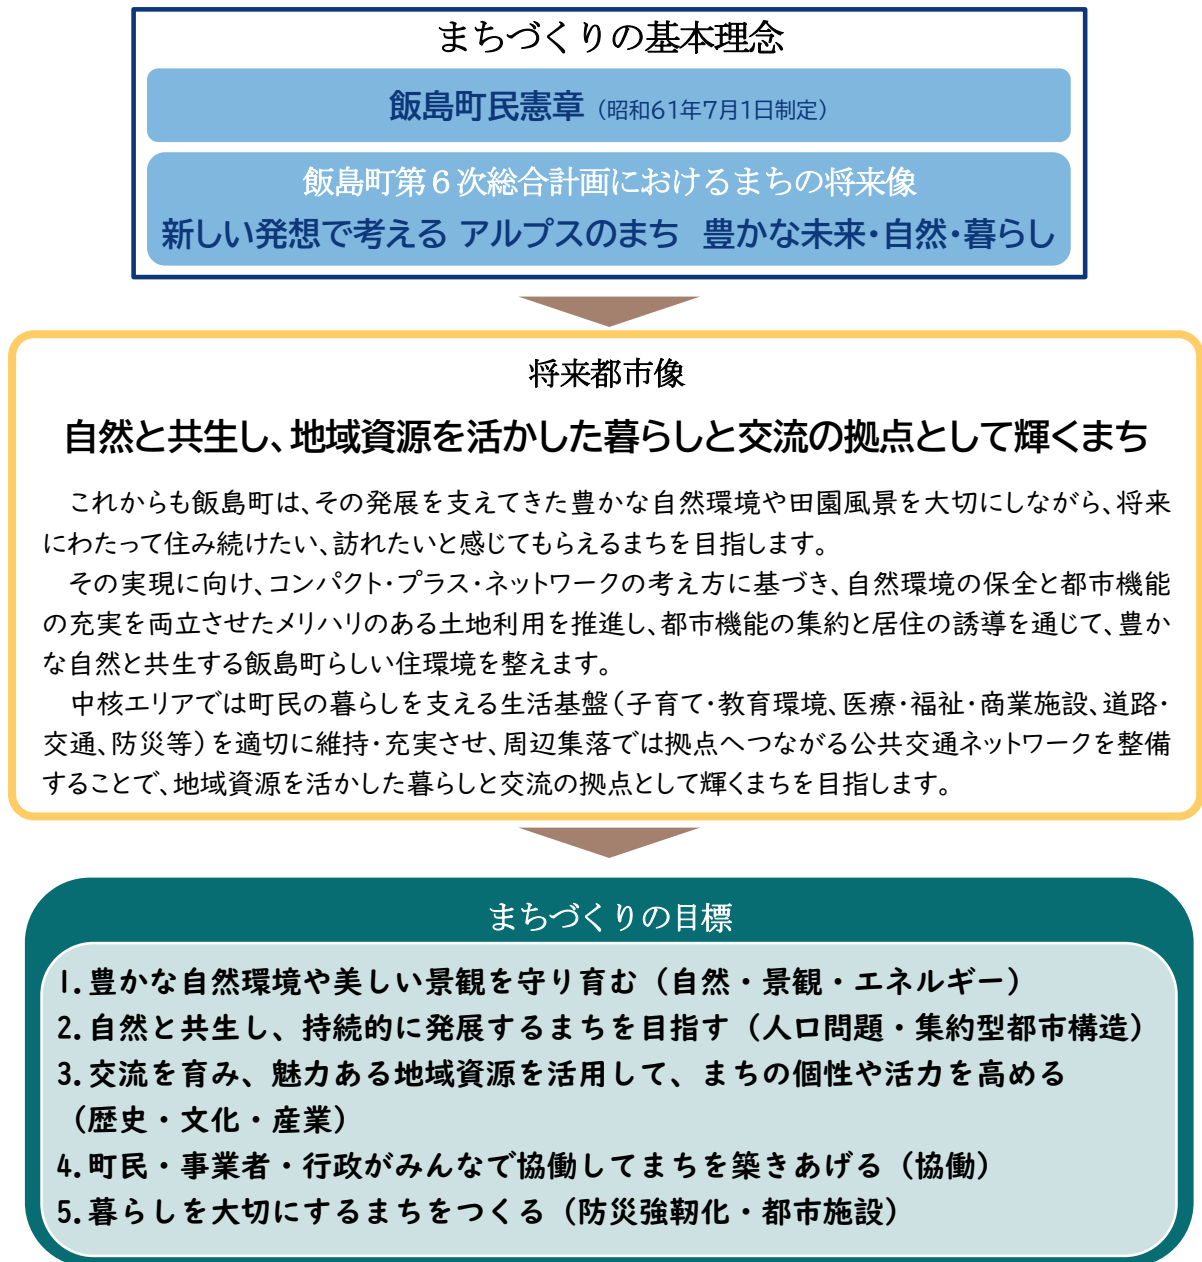 まちづくりの基本理念
飯島町民憲章（昭和61年7月1日制定）
飯島町第６次総合計画におけるまちの将来像
新しい発想で考える アルプスのまち 豊かな未来・自然・暮らし
将来都市像
自然と共生し、地域資源を活かした暮らしと交流の拠点として輝くまち
これからも飯島町は、その発展を支えてきた豊かな自然環境や田園風景を大切にしながら、将来
にわたって住み続けたい、訪れたいと感じてもらえるまちを目指します。
その実現に向け、コンパクト・プラス・ネットワークの考え方に基づき、自然環境の保全と都市機能
の充実を両立させたメリハリのある土地利用を推進し、都市機能の集約と居住の誘導を通じて、豊か
な自然と共生する飯島町らしい住環境を整えます。
中核エリアでは町民の暮らしを支える生活基盤（子育て・教育環境、医療・福祉・商業施設、道路・
交通、防災等）を適切に維持・充実させ、周辺集落では拠点へつながる公共交通ネットワークを整備
することで、地域資源を活かした暮らしと交流の拠点として輝くまちを目指します。
まちづくりの目標
1.豊かな自然環境や美しい景観を守り育む（自然・景観・エネルギー）
2.自然と共生し、持続的に発展するまちを目指す（人口問題・集約型都市構造）
3.交流を育み、魅力ある地域資源を活用して、まちの個性や活力を高める
（歴史・文化・産業）
4.町民・事業者・行政がみんなで協働してまちを築きあげる（協働）
5.暮らしを大切にするまちをつくる（防災強靭化・都市施設）